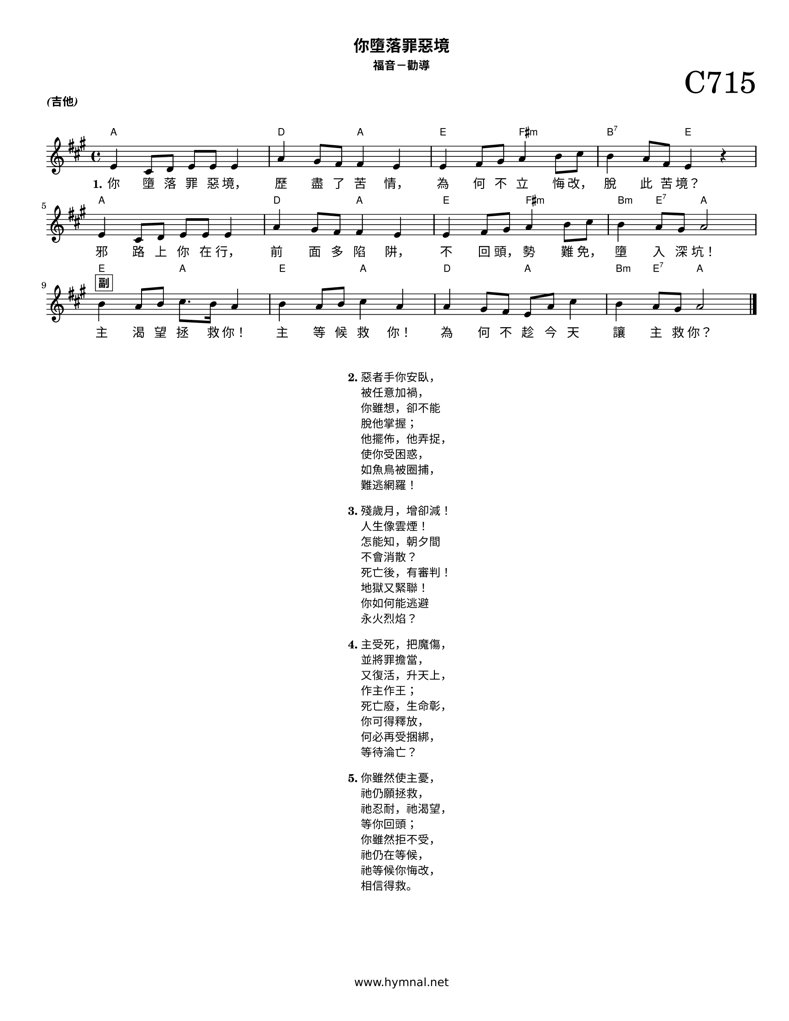 你墮落罪惡境
福音－勸導
C715
(吉他)
A D A E F♯m B7 E
1. 你 墮 落 罪 惡 境， 歷 盡 了 苦 情， 為 何 不 立 悔 改， 脫 此 苦 境？
5 A D A E F♯m Bm E7 A
邪 路 上 你 在 行， 前 面 多 陷 阱， 不 回 頭， 勢 難 免， 墮 入 深 坑！
E A E A D A Bm E7 A
9 副
主 渴 望 拯 救 你！ 主 等 候 救 你！ 為 何 不 趁 今 天 讓 主 救 你？
2. 惡者手你安臥，
被任意加禍，
你雖想，卻不能
脫他掌握；
他擺佈，他弄捉，
使你受困惑，
如魚鳥被圈捕，
難逃網羅！
3. 殘歲月，增卻減！
人生像雲煙！
怎能知，朝夕間
不會消散？
死亡後，有審判！
地獄又緊聯！
你如何能逃避
永火烈焰？
4. 主受死，把魔傷，
並將罪擔當，
又復活，升天上，
作主作王；
死亡廢，生命彰，
你可得釋放，
何必再受捆綁，
等待淪亡？
5. 你雖然使主憂，
祂仍願拯救，
祂忍耐，祂渴望，
等你回頭；
你雖然拒不受，
祂仍在等候，
祂等候你悔改，
相信得救。
www.hymnal.net